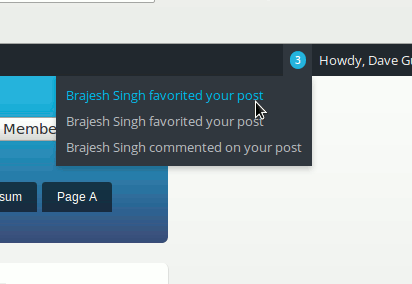 3
Howdy, Dave
Brajesh Singh favorited your post
Brajesh Singh favorited your post
Brajesh Singh commented on your post
Membe
sum
Page A